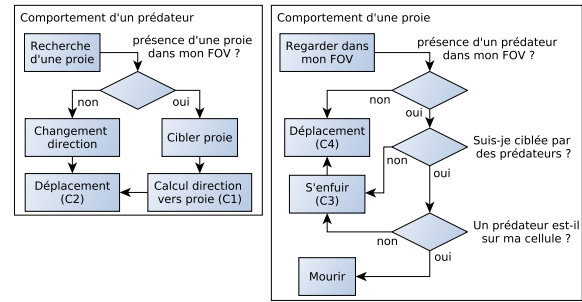 Comportement d'un prédateur
Recherche
d'une proie
présence d'une proie
dans mon FOV ?
non
oui
Changement
direction
Cibler proie
Déplacement
(C2)
Calcul direction
vers proie (C1)
Comportement d'une proie
Regarder dans
mon FOV
présence d'un prédateur
dans mon FOV ?
non
oui
Déplacement
(C4)
Suis-je ciblée par
des prédateurs ?
non
oui
S'enfuir
(C3)
Un prédateur est-il
sur ma cellule ?
non
oui
Mourir